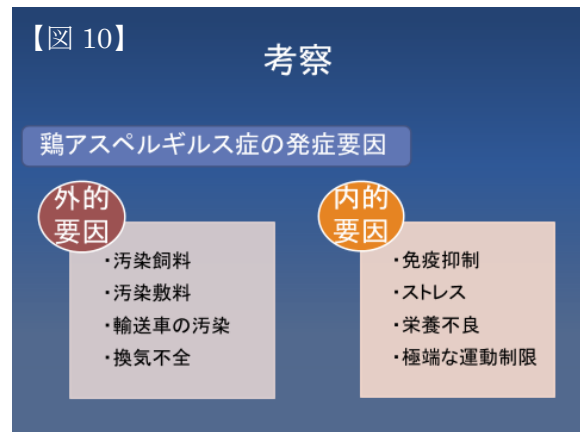 【図 10】
考察
鶏アスペルギルス症の発症要因
外的
要因
・汚染飼料
・汚染敷料
・輸送車の汚染
・換気不全
内的
要因
・免疫抑制
・ストレス
・栄養不良
・極端な運動制限